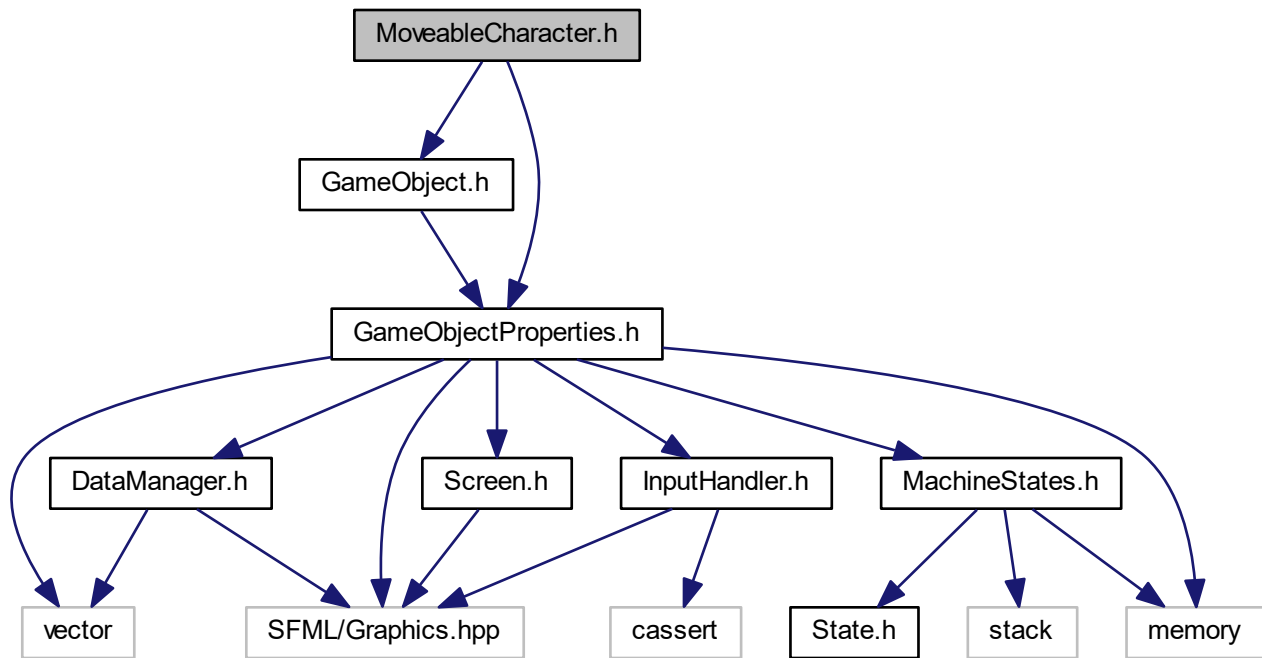 MoveableCharacter.h
GameObject.h
GameObjectProperties.h
DataManager.h
Screen.h
InputHandler.h
MachineStates.h
vector
SFML/Graphics.hpp
cassert
State.h
stack
memory